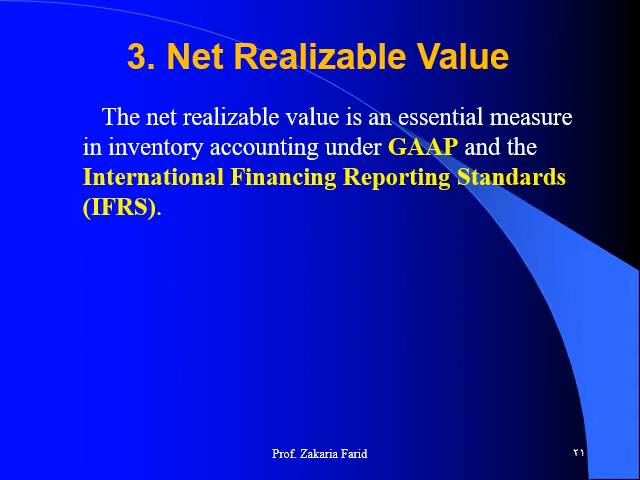 3. Net Realizable Value
The net realizable value is an essential measure
in inventory accounting under GAAP and the
International Financing Reporting Standards
(IFRS).
Prof. Zakaria Farid
٢١